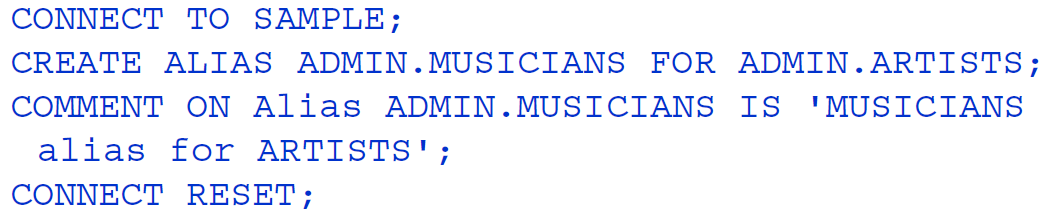 CONNECT TO SAMPLE;
CREATE ALIAS ADMIN.MUSICIANS FOR ADMIN.ARTISTS;
COMMENT ON Alias ADMIN.MUSICIANS IS 'MUSICIANS
alias for ARTISTS';
CONNECT RESET;